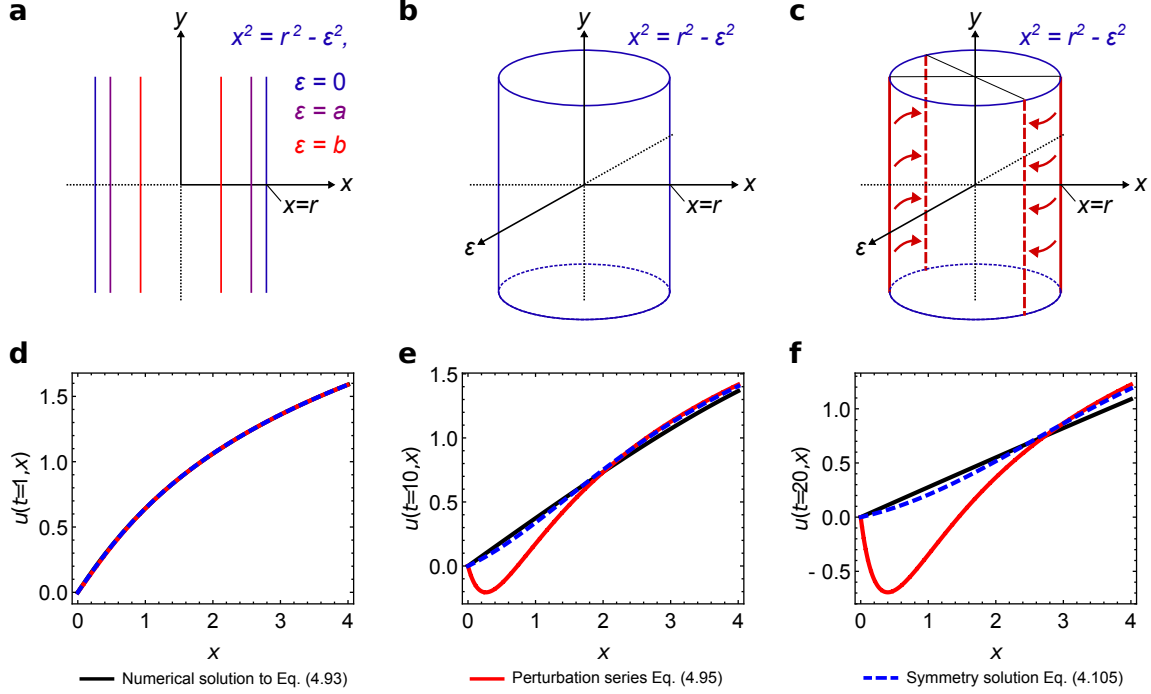 a
y
x² = r² - ε²,
ε = 0
ε = a
ε = b
x
x=r
b
y
x² = r² - ε²
x
x=r
ε
c
y
x² = r² - ε²
x
x=r
ε
d
u(t=1,x)
1.5
1.0
0.5
0.0
0 1 2 3 4
x
e
u(t=10,x)
1.5
1.0
0.5
0.0
0 1 2 3 4
x
f
u(t=20,x)
1.0
0.5
0.0
- 0.5
0 1 2 3 4
x
Numerical solution to Eq. (4.93)
Perturbation series Eq. (4.95)
Symmetry solution Eq. (4.105)